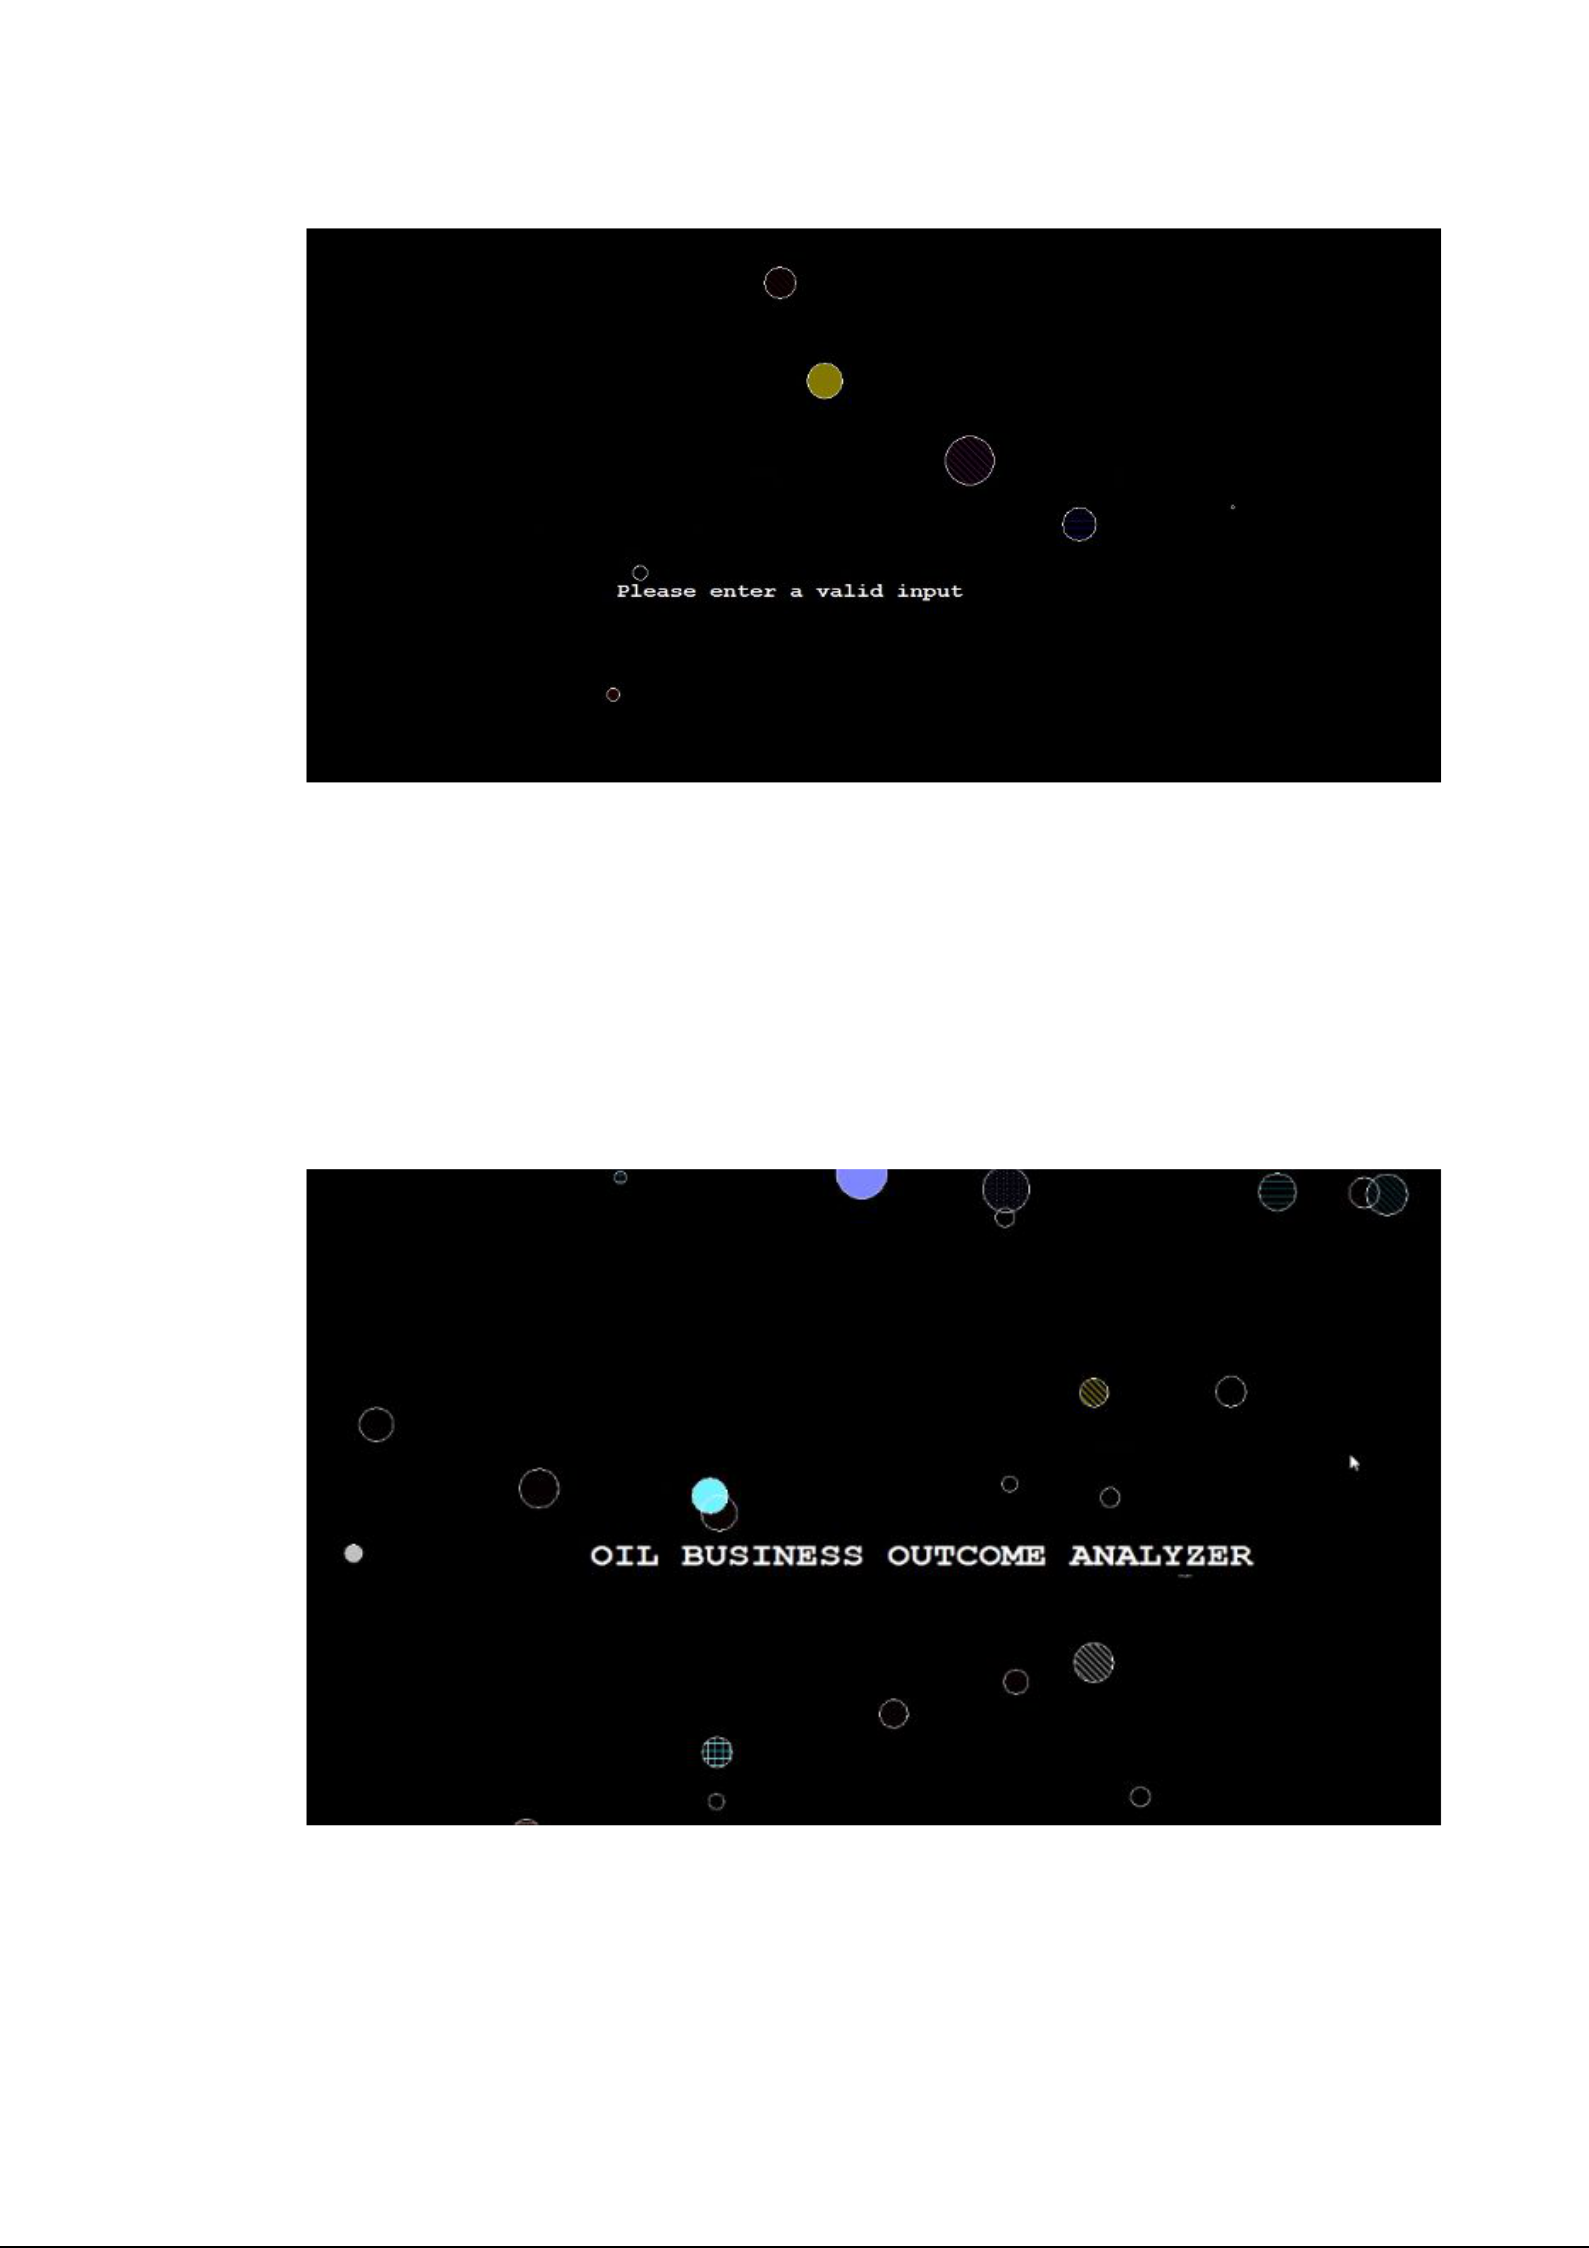 Please enter a valid input
OIL BUSINESS OUTCOME ANALYZER